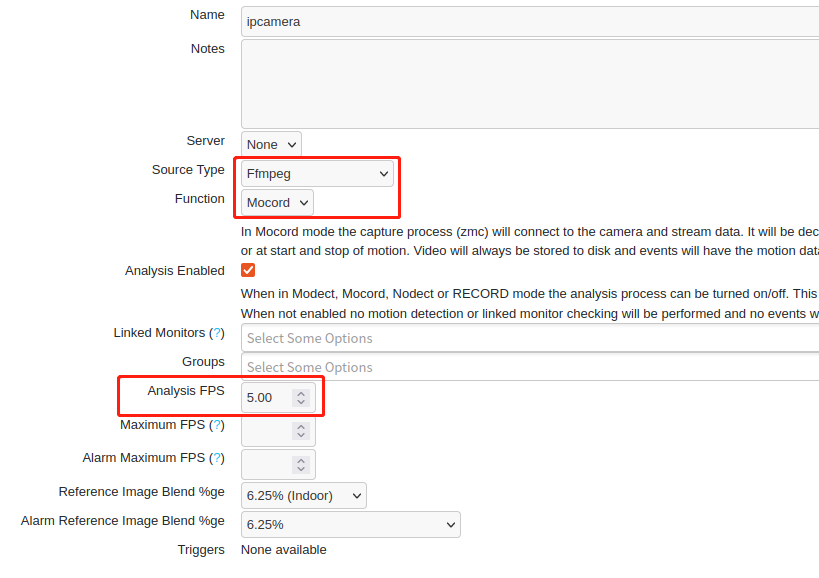 Name ipcamera
Notes
Server None
Source Type Ffmpeg
Function Mocord
In Mocord mode the capture process (zmc) will connect to the camera and stream data. It will be dec
or at start and stop of motion. Video will always be stored to disk and events will have the motion data
Analysis Enabled
When in Modect, Mocord, Nodect or RECORD mode the analysis process can be turned on/off. This
When not enabled no motion detection or linked monitor checking will be performed and no events w
Linked Monitors (?) Select Some Options
Groups Select Some Options
Analysis FPS 5.00
Maximum FPS (?)
Alarm Maximum FPS (?)
Reference Image Blend %ge 6.25% (Indoor)
Alarm Reference Image Blend %ge 6.25%
Triggers None available